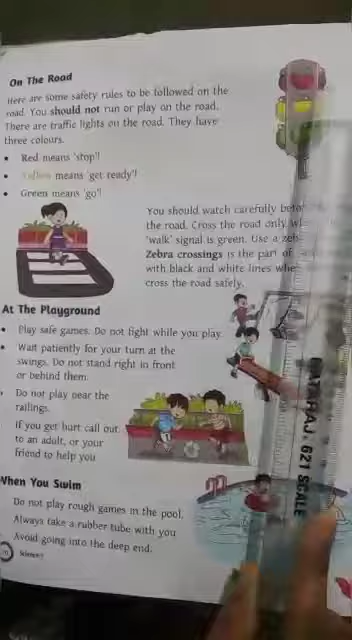 On The Road
Here are some safety rules to be followed on the
road. You should not run or play on the road.
There are traffic lights on the road. They have
three colours.
• Red means 'stop'!
• Yellow means 'get ready'!
• Green means 'go'!
You should watch carefully
the road. Cross the road only
'walk' signal is green. Use a
Zebra crossings is the part of
with black and white lines
cross the road safely.
At The Playground
• Play safe games. Do not fight while you play.
• Wait patiently for your turn at the
swings. Do not stand right in front
or behind them.
• Do not play near the
railings.
If you get hurt call out
to an adult, or your
friend to help you
When You Swim
Do not play rough games in the pool.
Always take a rubber tube with you
Avoid going into the deep end.
Science-1
621 SCALE